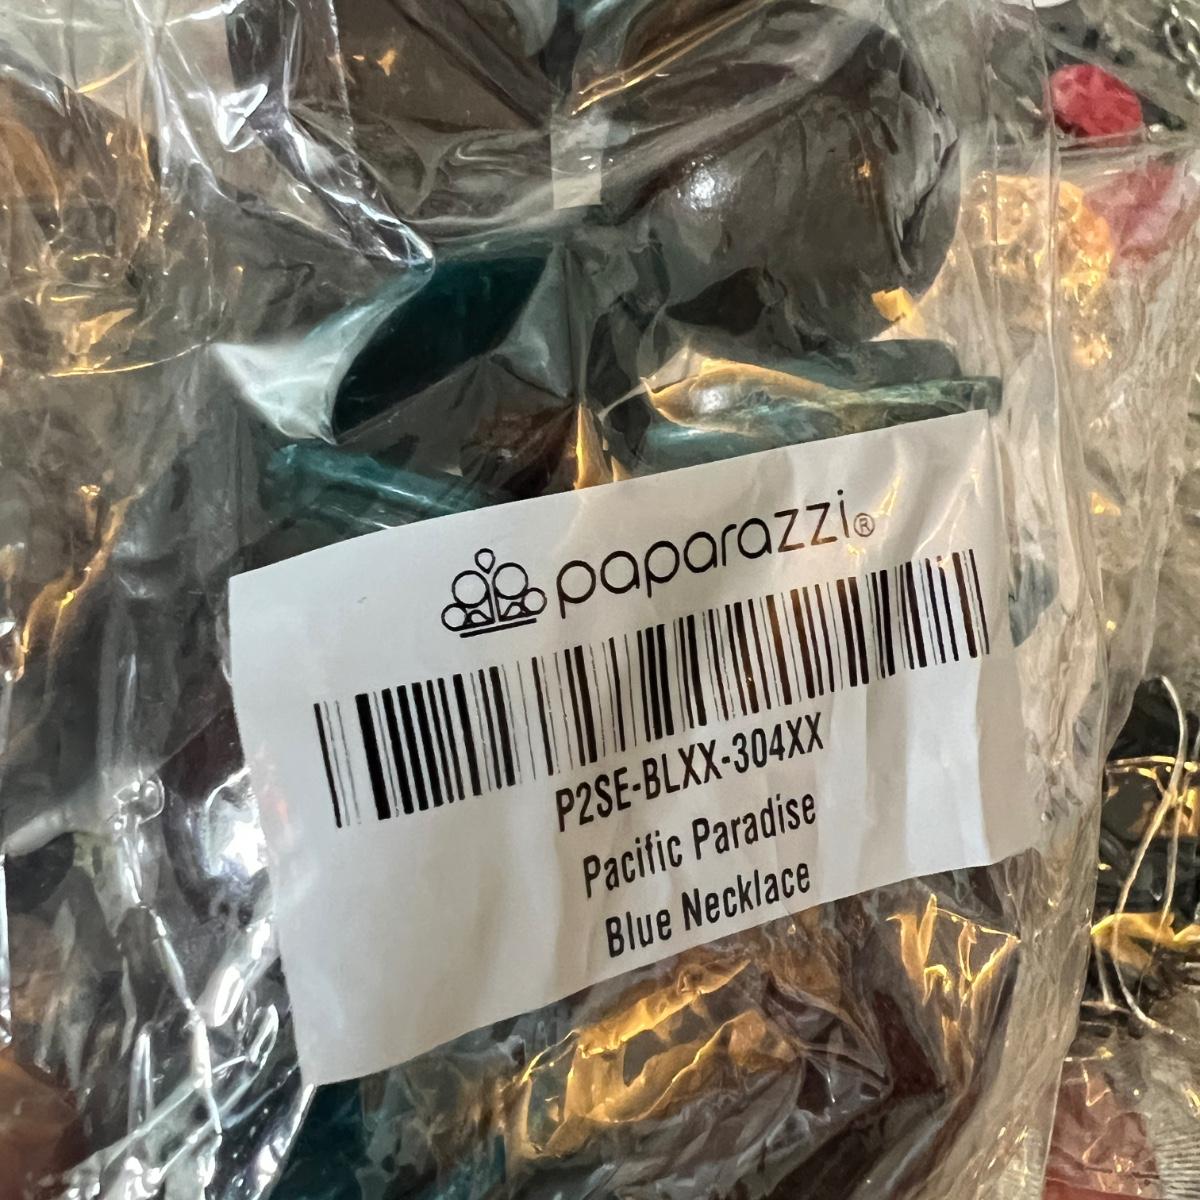 paparazzi®
P2SE-BLXX-304XX
Pacific Paradise
Blue Necklace